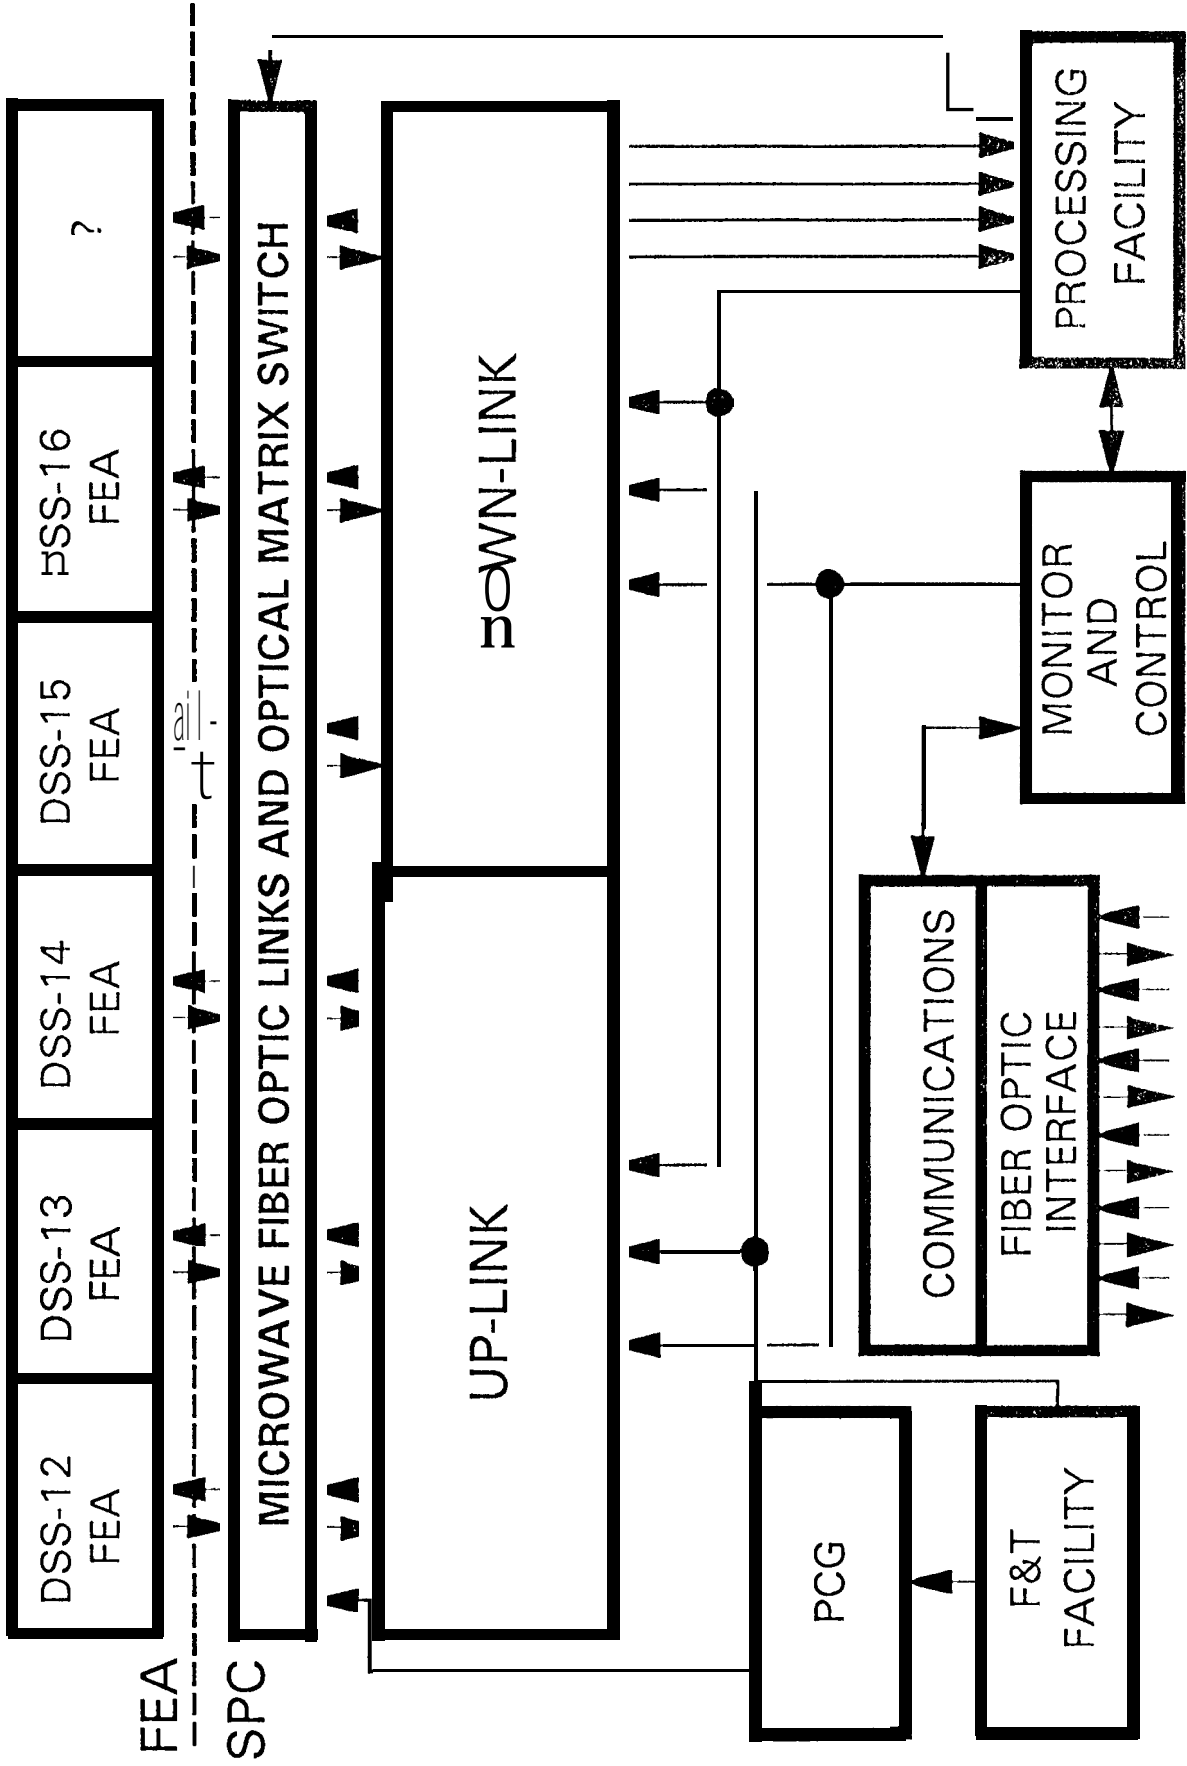 FEA
SPC
DSS-12
FEA
DSS-13
FEA
DSS-14
FEA
DSS-15
FEA
SS-16
FEA
?
MICROWAVE FIBER OPTIC LINKS AND OPTICAL MATRIX SWITCH
UP-LINK
nOWN-LINK
PCG
F&T
FACILITY
COMMUNICATIONS
FIBER OPTIC
INTERFACE
MONITOR
AND
CONTROL
PROCESSING
FACILITY